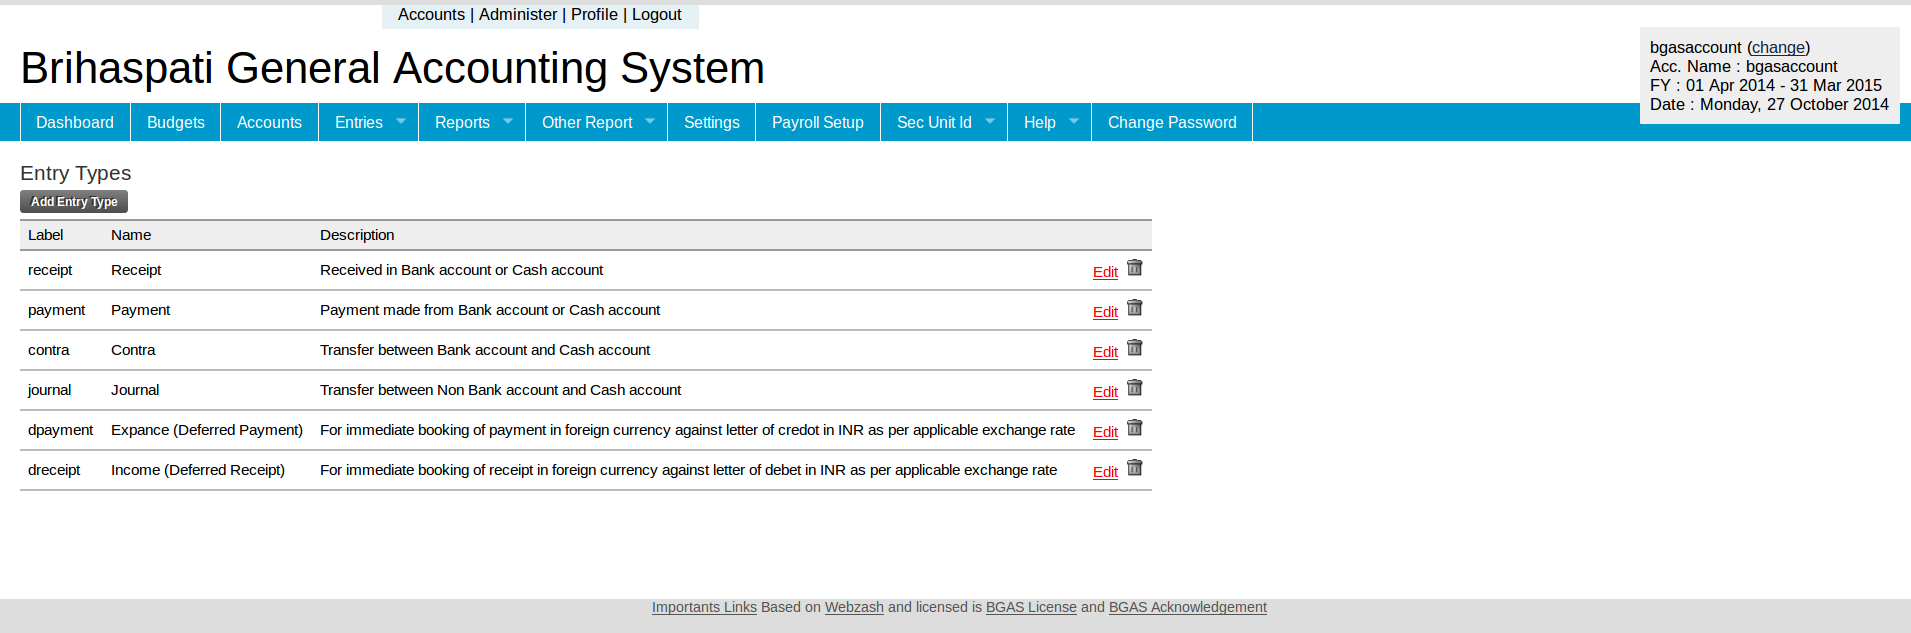 Accounts | Administer | Profile | Logout
Brihaspati General Accounting System
bgasaccount (change)
Acc. Name : bgasaccount
FY : 01 Apr 2014 - 31 Mar 2015
Date : Monday, 27 October 2014
Dashboard Budgets Accounts Entries Reports Other Report Settings Payroll Setup Sec Unit Id Help Change Password
Entry Types
Add Entry Type
Label Name Description
receipt Receipt Received in Bank account or Cash account Edit
payment Payment Payment made from Bank account or Cash account Edit
contra Contra Transfer between Bank account and Cash account Edit
journal Journal Transfer between Non Bank account and Cash account Edit
dpayment Expance (Deferred Payment) For immediate booking of payment in foreign currency against letter of credot in INR as per applicable exchange rate Edit
dreceipt Income (Deferred Receipt) For immediate booking of receipt in foreign currency against letter of debet in INR as per applicable exchange rate Edit
Importants Links Based on Webzash and licensed is BGAS License and BGAS Acknowledgement